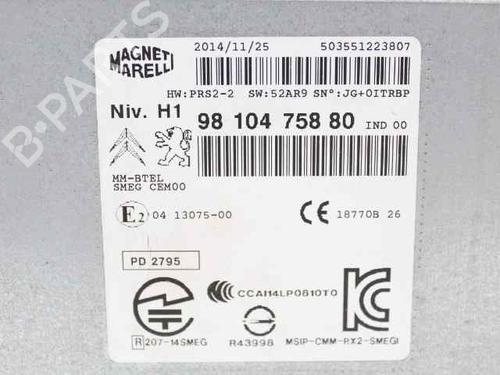 MAGNETI
MARELLI
2014/11/25 503551223807
HW:PRS2-2 SW:52AR9 SN°:JG+0ITRBP
Niv. H1 98 104 758 80 IND 00
MM-BTEL
SMEG CEM00
E2 04 13075-00 CE 18770B 26
PD 2795
CCAI14LP0610T0
R 207-14SMEG R43998 MSIP-CMM-RX2-SMEGI
B-PARTS